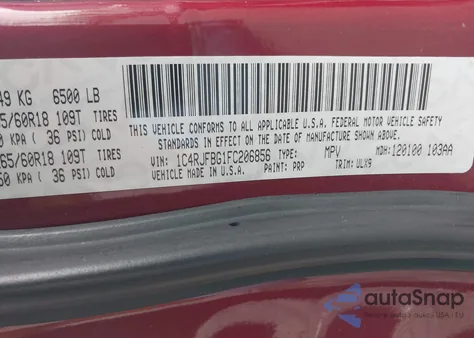 49 KG 6500 LB
5/60R18 109T TIRES
0 KPA ( 36 PSI) COLD
65/60R18 109T TIRES
50 KPA ( 36 PSI) COLD
THIS VEHICLE CONFORMS TO ALL APPLICABLE U.S.A.
FEDERAL MOTOR VEHICLE SAFETY
STANDARDS IN EFFECT ON THE DATE OF
MANUFACTURE SHOWN ABOVE.
VIN: 1C4RJFBG1FC206856 TYPE: MPV MDH: 120100 103AA
VEHICLE MADE IN U.S.A. PAINT: PRP TRIM: ULX9
autoSnap